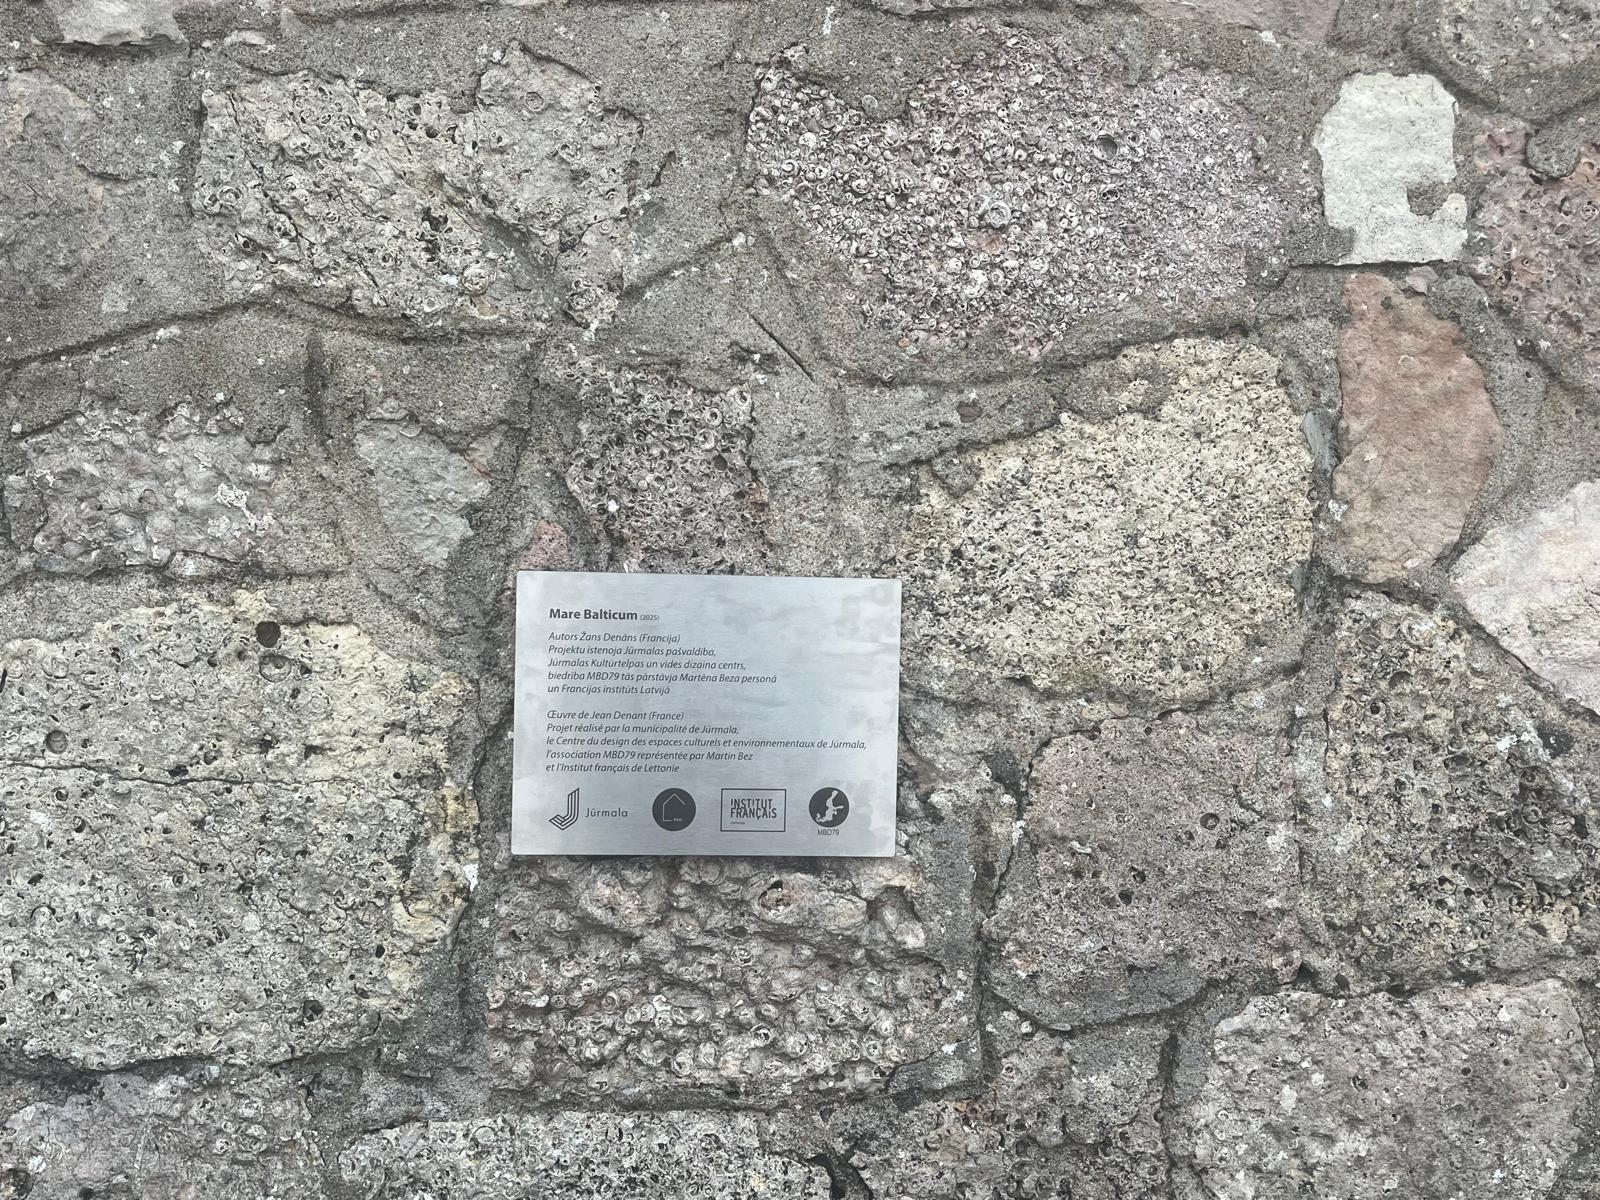 Mare Balticum (2025)
Autors Žans Denāns (Francija)
Projektu īstenoja Jūrmalas pašvaldība,
Jūrmalas Kultūrtelpas un vides dizaina centrs,
biedrība MBD79 tās pārstāvja Martēna Beza personā
un Francijas institūts Latvijā
Œuvre de Jean Denant (France)
Projet réalisé par la municipalité de Jūrmala,
le Centre du design des espaces culturels et environnementaux de Jūrmala,
l'association MBD79 représentée par Martin Bez
et l'Institut français de Lettonie
Jūrmala
INSTITUT
FRANÇAIS
MBD79